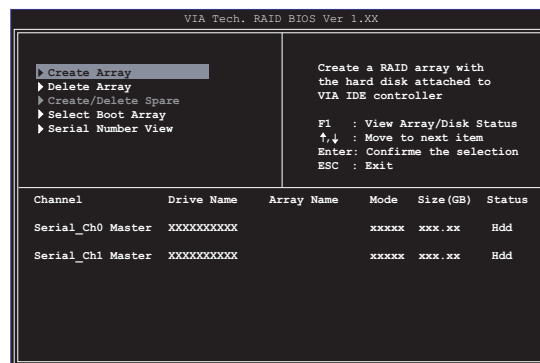 VIA Tech. RAID BIOS Ver 1.XX
Create Array
Delete Array
Create/Delete Spare
Select Boot Array
Serial Number View
Create a RAID array with
the hard disk attached to
VIA IDE controller
F1 : View Array/Disk Status
↑,↓ : Move to next item
Enter: Confirme the selection
ESC : Exit
Channel Drive Name Array Name Mode Size(GB) Status
Serial_Ch0 Master XXXXXXXXXX xxxxx xxx.xx Hdd
Serial_Ch1 Master XXXXXXXXXX xxxxx xxx.xx Hdd